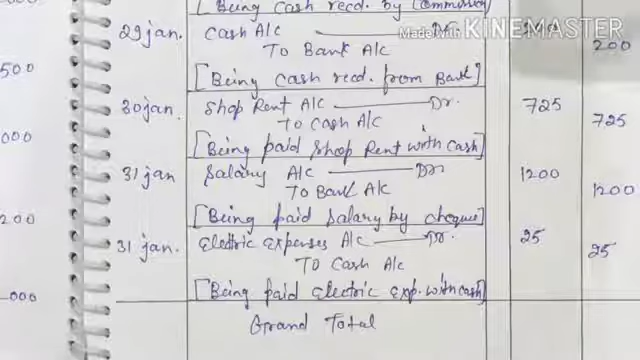 [Being Cash recd. by Commission
29 jan. Cash A/c Dr.
To Bank A/c 200
[Being Cash recd. from Bank]
500
30 jan. Shop Rent A/c Dr. 725
To Cash A/c 725
000
[Being paid Shop Rent with Cash]
31 jan Salary A/c Dr. 1200
To Bank A/c 1200
200
[Being paid Salary by cheque]
31 jan. Electric Expenses A/c Dr. 25
To Cash A/c 25
000
[Being paid Electric Exp. with cash]
Grand Total
Made with KINEMASTER